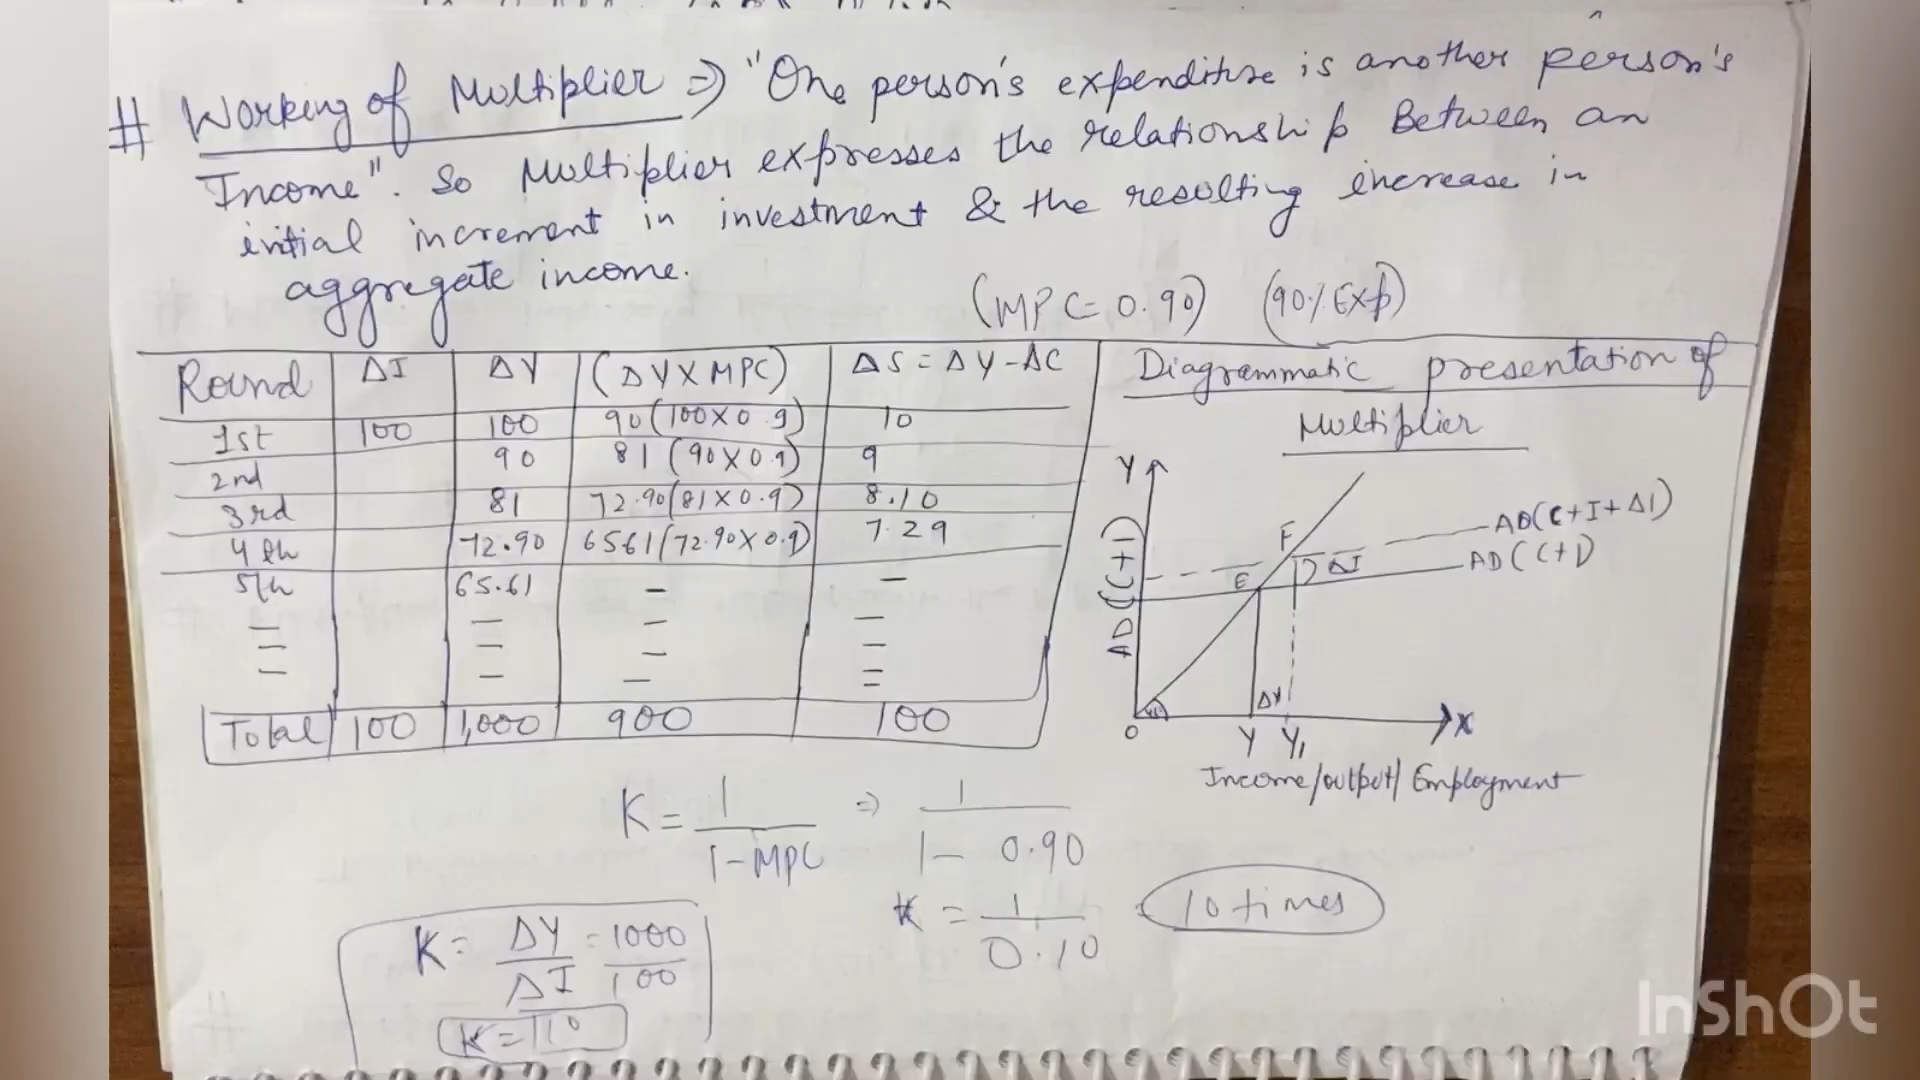 # Working of Multiplier => "One person's expenditure is another person's
Income". So Multiplier expresses the relationship Between an
initial increment in investment & the resulting increase in
aggregate income.
(MPC = 0.90) (90% Exp)
Round ΔI ΔY (ΔY×MPC) ΔS = ΔY-ΔC
1st 100 100 90 (100×0.9) 10
2nd 90 81 (90×0.9) 9
3rd 81 72.90 (81×0.9) 8.10
4th 72.90 6561 (72.90×0.9) 7.29
5th 65.61 — —
— — — —
— — — —
— — — —
Total 100 1,000 900 100
Diagrammatic presentation of
Multiplier
Y
AD(C+I+ΔI)
AD(C+I)
F
E
ΔI
AD(C+I)
ΔY
O Y Y₁ X
Income/output/Employment
K = 1/1-MPC => 1/1-0.90
K = 1/0.10 = 10 times
K = ΔY/ΔI = 1000/100
K = 10
InShOt